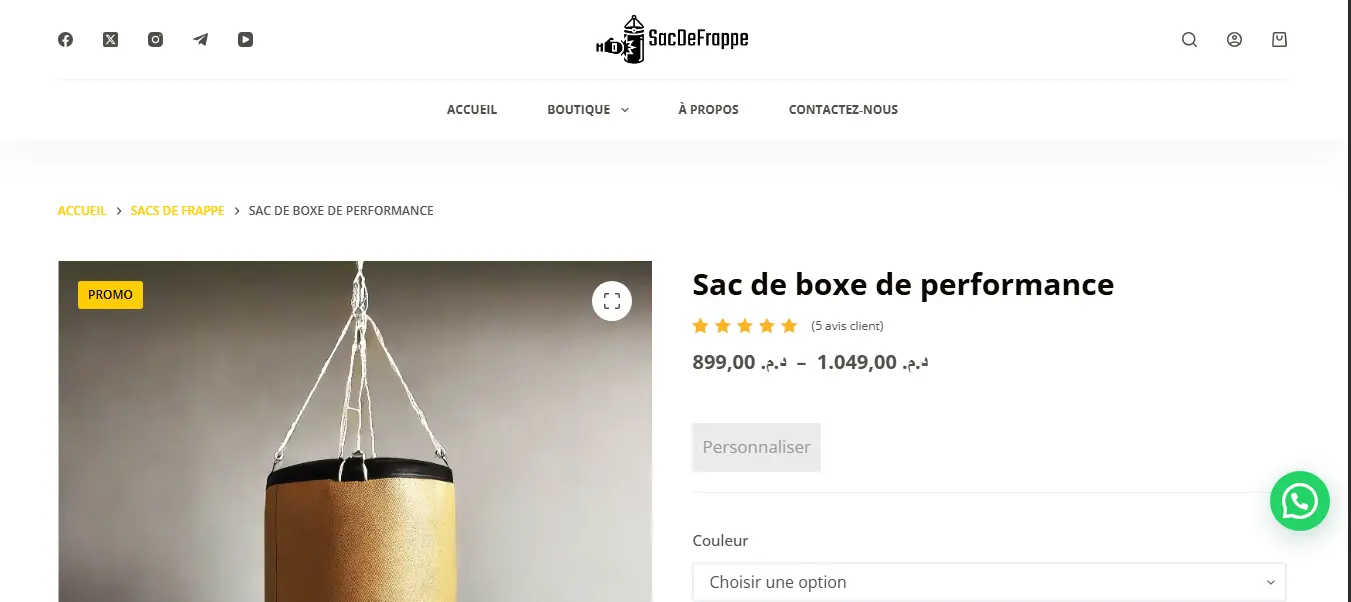 SacDeFrappe
ACCUEIL
BOUTIQUE
À PROPOS
CONTACTEZ-NOUS
ACCUEIL > SACS DE FRAPPE > SAC DE BOXE DE PERFORMANCE
PROMO
Sac de boxe de performance
(5 avis client)
899,00 د.م. – 1.049,00 د.م.
Personnaliser
Couleur
Choisir une option